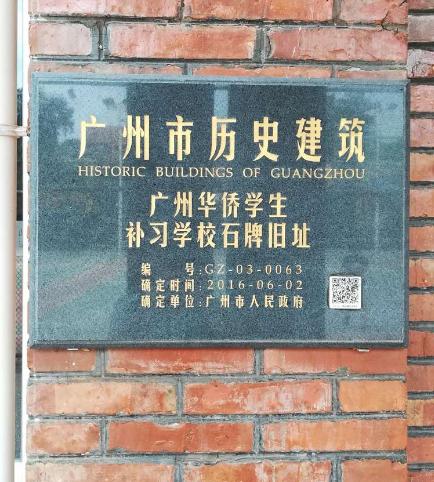 广州市历史建筑
HISTORIC BUILDINGS OF GUANGZHOU
广州华侨学生
补习学校石牌旧址
编 号:GZ-03-0063
确定时间:2016-06-02
确定单位:广州市人民政府